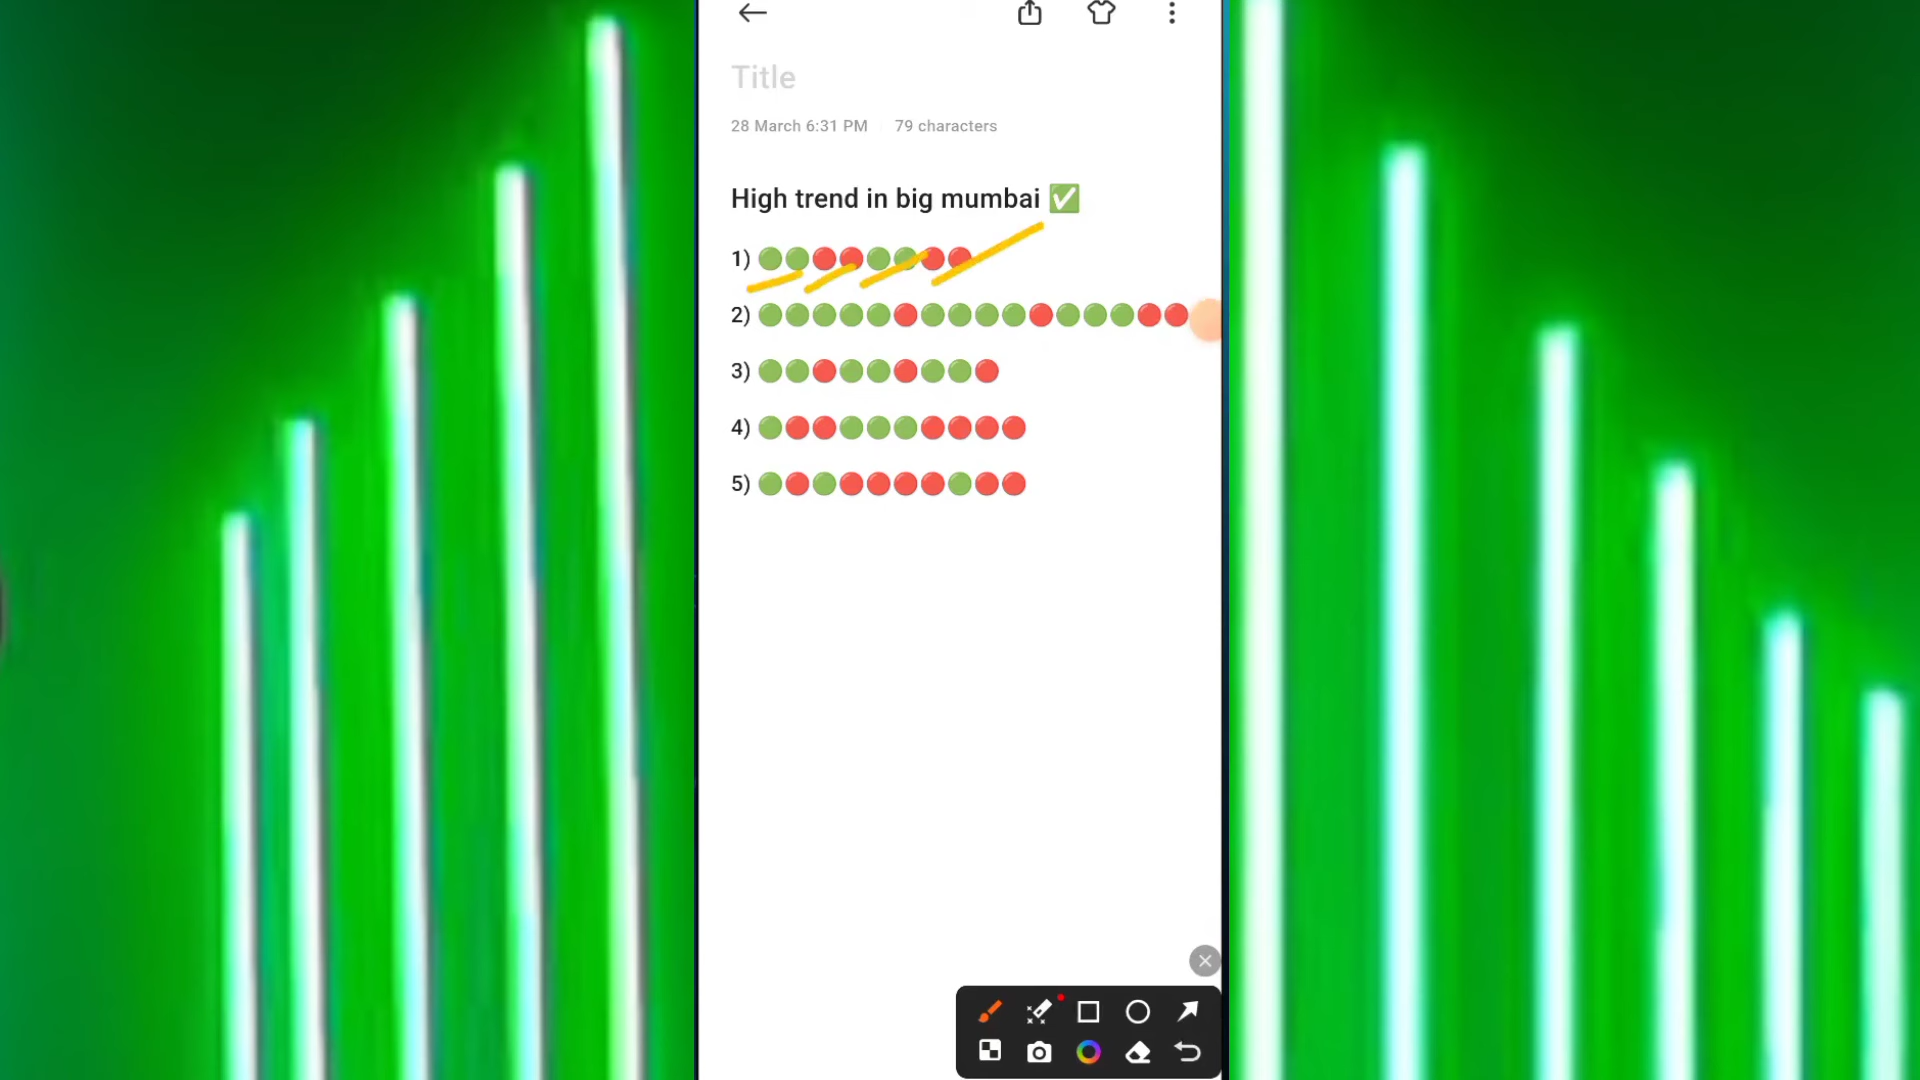 Title
28 March 6:31 PM | 79 characters
High trend in big mumbai ✅
1) 🟢🟢🔴🔴🟢🟢🔴🔴
2) 🟢🟢🟢🟢🟢🔴🟢🟢🟢🟢🔴🟢🟢🟢🔴🔴
3) 🟢🟢🔴🟢🟢🔴🟢🟢🔴
4) 🟢🔴🔴🟢🟢🟢🔴🔴🔴🔴
5) 🟢🔴🟢🔴🔴🔴🔴🟢🔴🔴